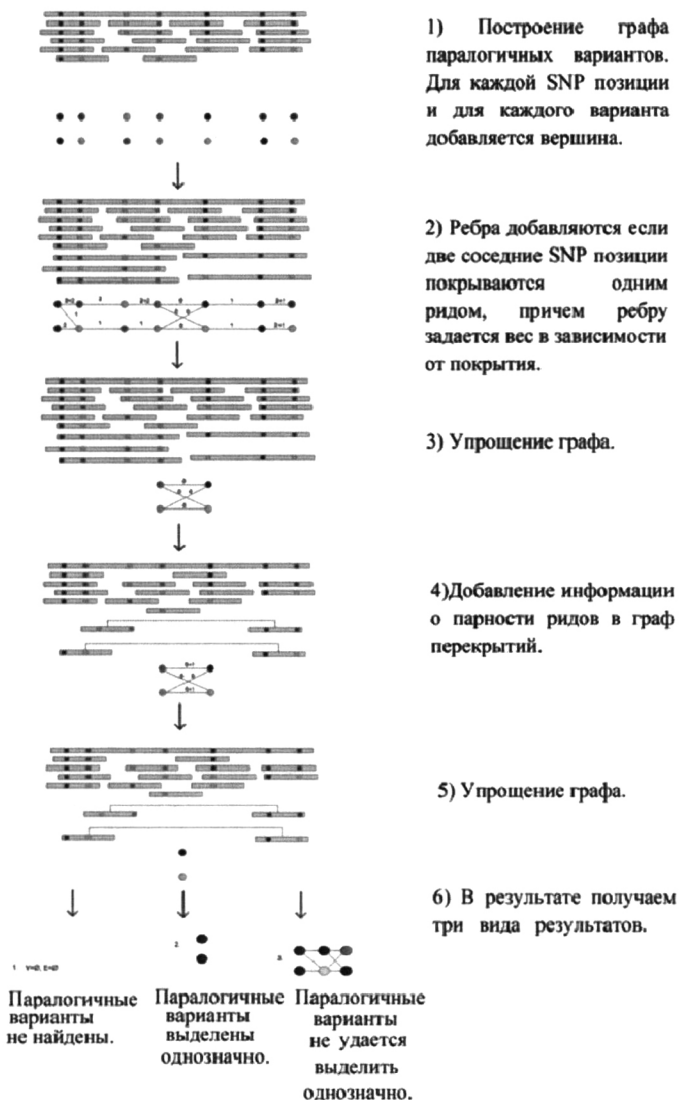 1) Построение графа
паралогичных вариантов.
Для каждой SNP позиции
и для каждого варианта
добавляется вершина.
2) Ребра добавляются если
две соседние SNP позиции
покрываются одним
ридом, причем ребру
задается вес в зависимости
от покрытия.
3) Упрощение графа.
4)Добавление информации
о парности ридов в граф
перекрытий.
5) Упрощение графа.
6) В результате получаем
три вида результатов.
Паралогичные
варианты
не найдены.
2.
Паралогичные
варианты
выделены
однозначно.
3.
Паралогичные
варианты
не удается
выделить
однозначно.